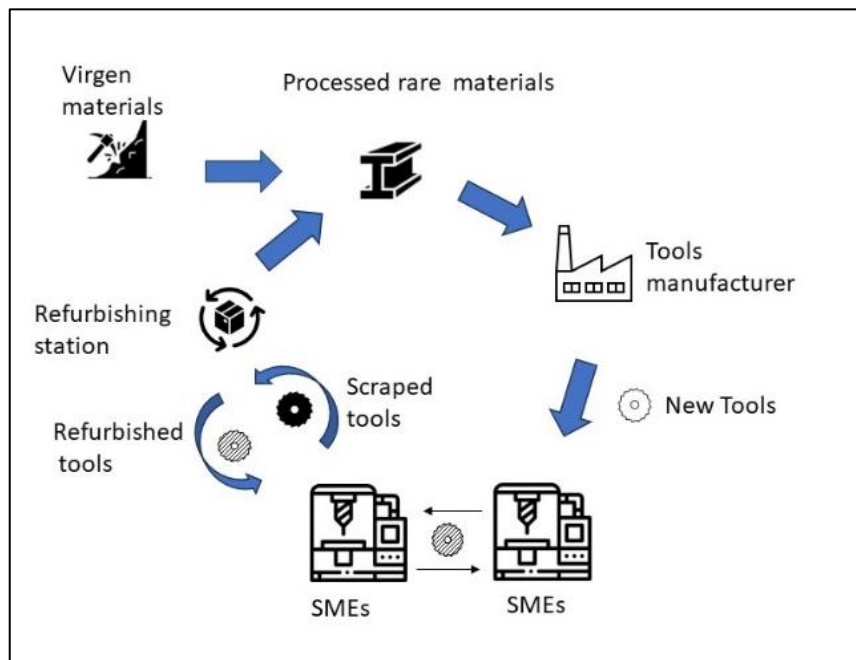 Virgen
materials
Processed rare materials
Tools
manufacturer
Refurbishing
station
Scraped
tools
New Tools
Refurbished
tools
SMEs
SMEs